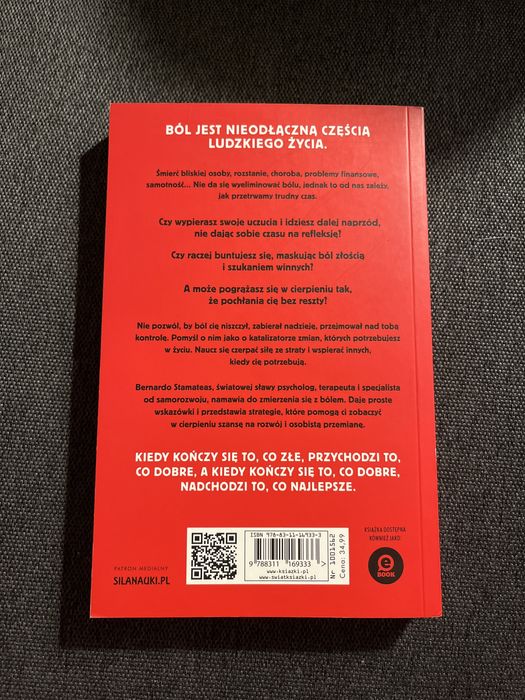 BÓL JEST NIEODŁĄCZNĄ CZĘŚCIĄ
LUDZKIEGO ŻYCIA.
Śmierć bliskiej osoby, rozstanie, choroba, problemy finansowe,
samotność... Nie da się wyeliminować bólu, jednak to od nas zależy,
jak przetrwamy trudny czas.
Czy wypierasz swoje uczucia i idziesz dalej naprzód,
nie dając sobie czasu na refleksję?
Czy raczej buntujesz się, maskując ból złością
i szukaniem winnych?
A może pogrążasz się w cierpieniu tak,
że pochłania cię bez reszty?
Nie pozwól, by ból cię niszczył, zabierał nadzieję, przejmował nad tobą
kontrolę. Pomyśl o nim jako o katalizatorze zmian, których potrzebujesz
w życiu. Naucz się czerpać siłę ze straty i wspierać innych,
kiedy cię potrzebują.
Bernardo Stamateas, światowej sławy psycholog, terapeuta i specjalista
od samorozwoju, namawia do zmierzenia się z bólem. Daje proste
wskazówki i przedstawia strategie, które pomogą ci zobaczyć
w cierpieniu szansę na rozwój i osobistą przemianę.
KIEDY KOŃCZY SIĘ TO, CO ZŁE, PRZYCHODZI TO,
CO DOBRE, A KIEDY KOŃCZY SIĘ TO, CO DOBRE,
NADCHODZI TO, CO NAJLEPSZE.
PATRON MEDIALNY
SILANAUKI.PL
ISBN 978-83-11-16933-3
9 788311 169333 >
www.ksiazki.pl
www.swiatksiazki.pl
Nr 1001562
Cena: 34,99
KSIĄŻKA DOSTĘPNA
RÓWNIEŻ JAKO
e
BOOK